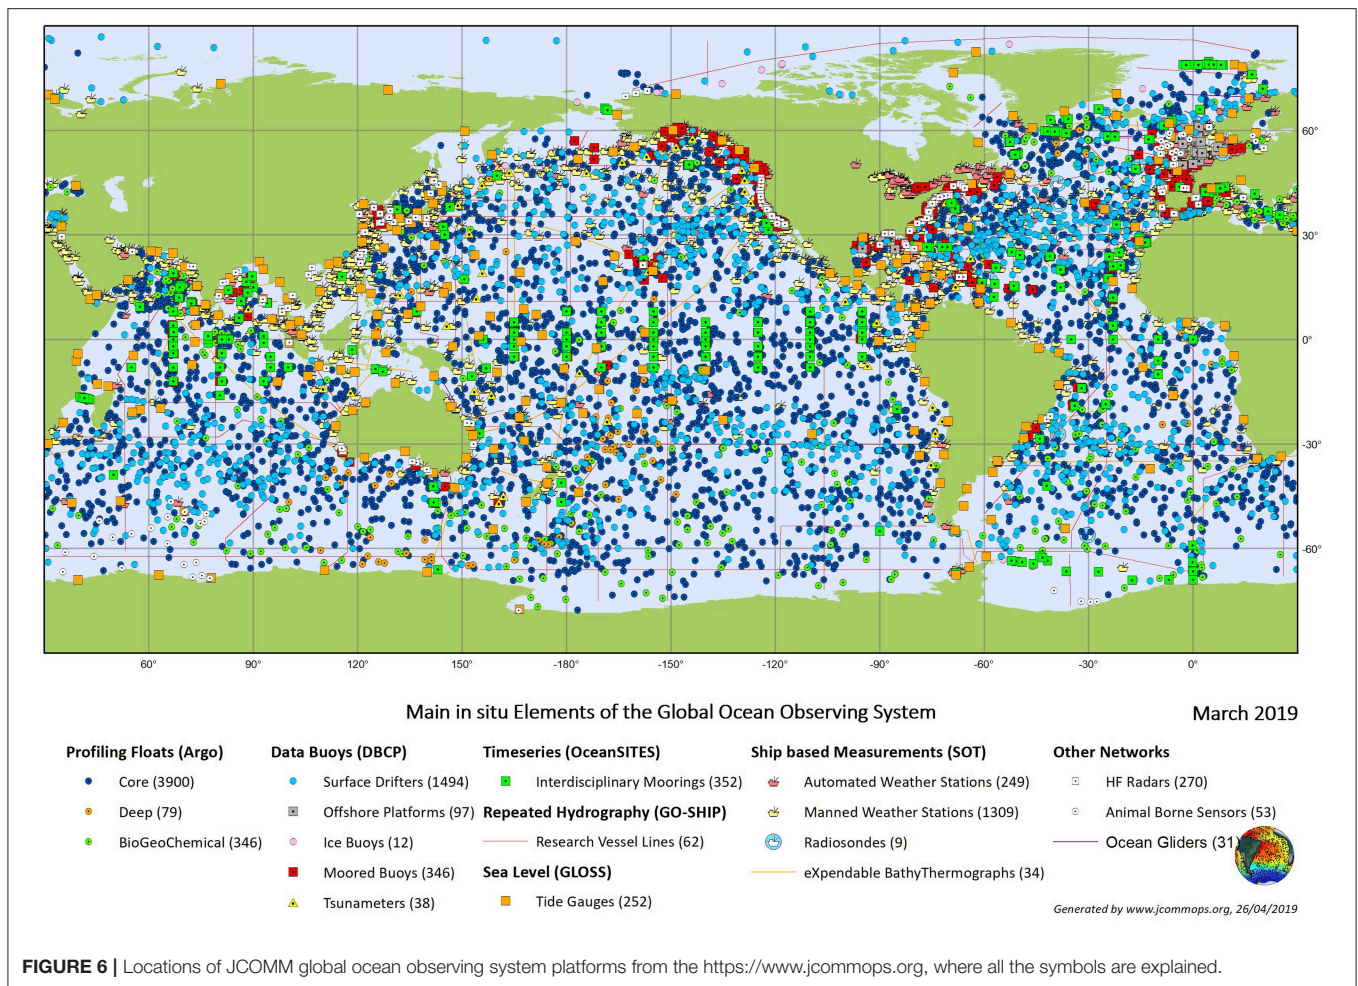 60°
30°
0°
-30°
-60°
60° 90° 120° 150° -180° -150° -120° -90° -60° -30° 0°
Main in situ Elements of the Global Ocean Observing System March 2019
Profiling Floats (Argo) Data Buoys (DBCP) Timeseries (OceanSITES) Ship based Measurements (SOT) Other Networks
Core (3900) Surface Drifters (1494) Interdisciplinary Moorings (352) Automated Weather Stations (249) HF Radars (270)
Deep (79) Offshore Platforms (97) Repeated Hydrography (GO-SHIP) Manned Weather Stations (1309) Animal Borne Sensors (53)
BioGeoChemical (346) Ice Buoys (12) Research Vessel Lines (62) Radiosondes (9) Ocean Gliders (31)
Moored Buoys (346) Sea Level (GLOSS) eXpendable BathyThermographs (34)
Tsunameters (38) Tide Gauges (252)
Generated by www.jcommops.org, 26/04/2019
FIGURE 6 | Locations of JCOMM global ocean observing system platforms from the https://www.jcommops.org, where all the symbols are explained.